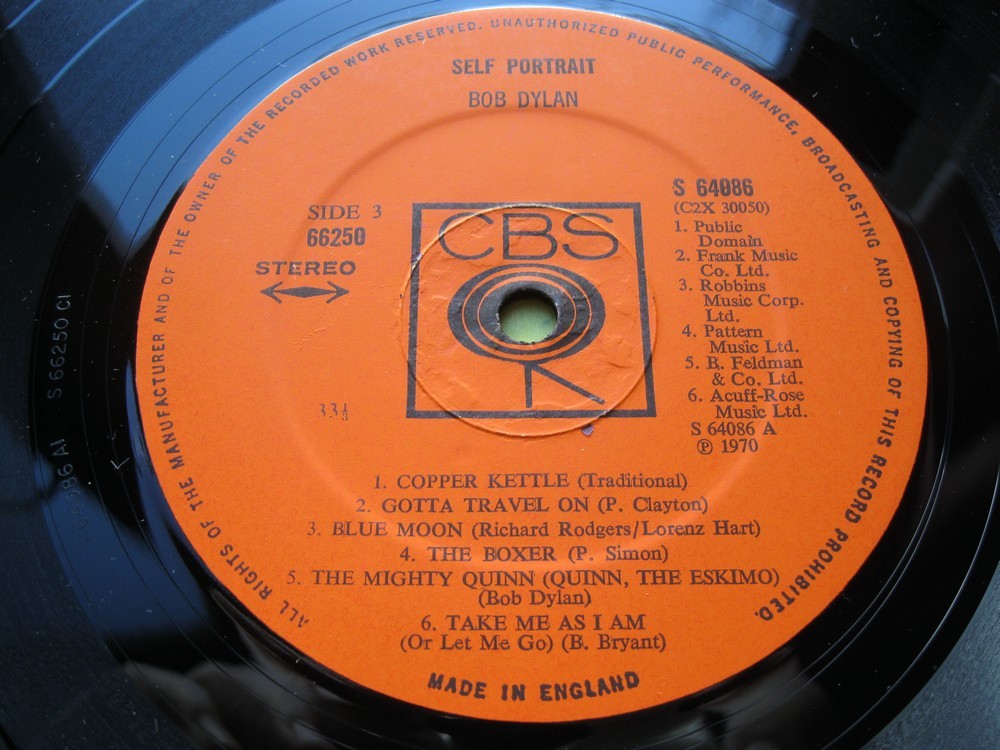 ALL RIGHTS OF THE MANUFACTURER AND OF THE OWNER OF THE RECORDED WORK RESERVED. UNAUTHORIZED PUBLIC PERFORMANCE, BROADCASTING AND COPYING OF THIS RECORD PROHIBITED.
SELF PORTRAIT
BOB DYLAN
SIDE 3
66250
STEREO
33⅓
CBS
S 64086
(C2X 30050)
1. Public
Domain
2. Frank Music
Co. Ltd.
3. Robbins
Music Corp.
Ltd.
4. Pattern
Music Ltd.
5. B. Feldman
& Co. Ltd.
6. Acuff-Rose
Music Ltd.
S 64086 A
℗ 1970
1. COPPER KETTLE (Traditional)
2. GOTTA TRAVEL ON (P. Clayton)
3. BLUE MOON (Richard Rodgers/Lorenz Hart)
4. THE BOXER (P. Simon)
5. THE MIGHTY QUINN (QUINN, THE ESKIMO)
(Bob Dylan)
6. TAKE ME AS I AM
(Or Let Me Go) (B. Bryant)
MADE IN ENGLAND
S 66250 C1
A1